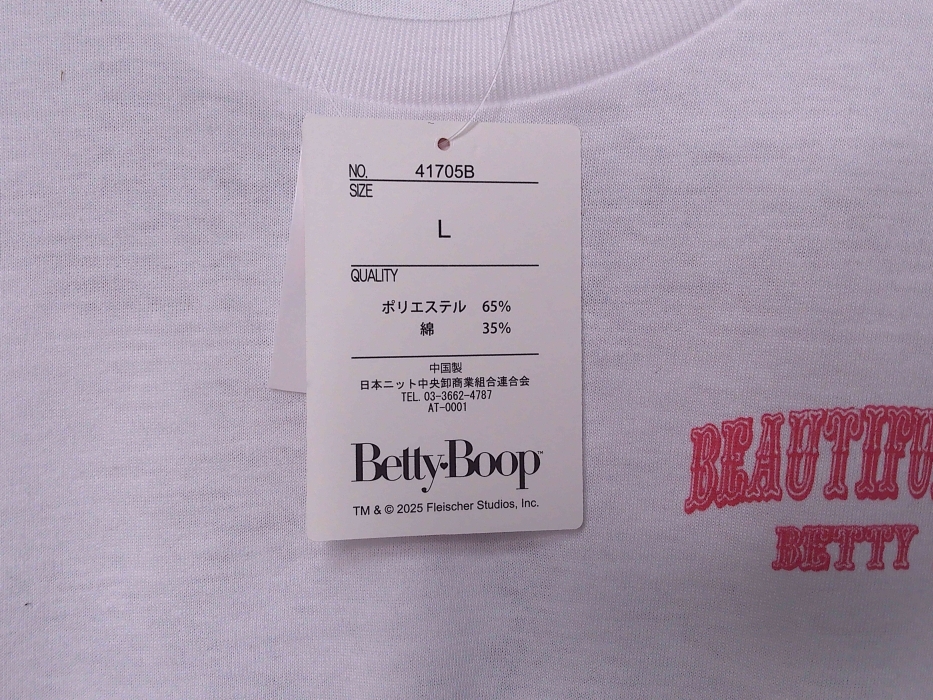 NO. 41705B
SIZE
L
QUALITY
ポリエステル 65%
綿 35%
中国製
日本ニット中央卸商業組合連合会
TEL. 03-3662-4787
AT-0001
Betty Boop™
TM & © 2025 Fleischer Studios, Inc.
BEAUTIFU
BETTY